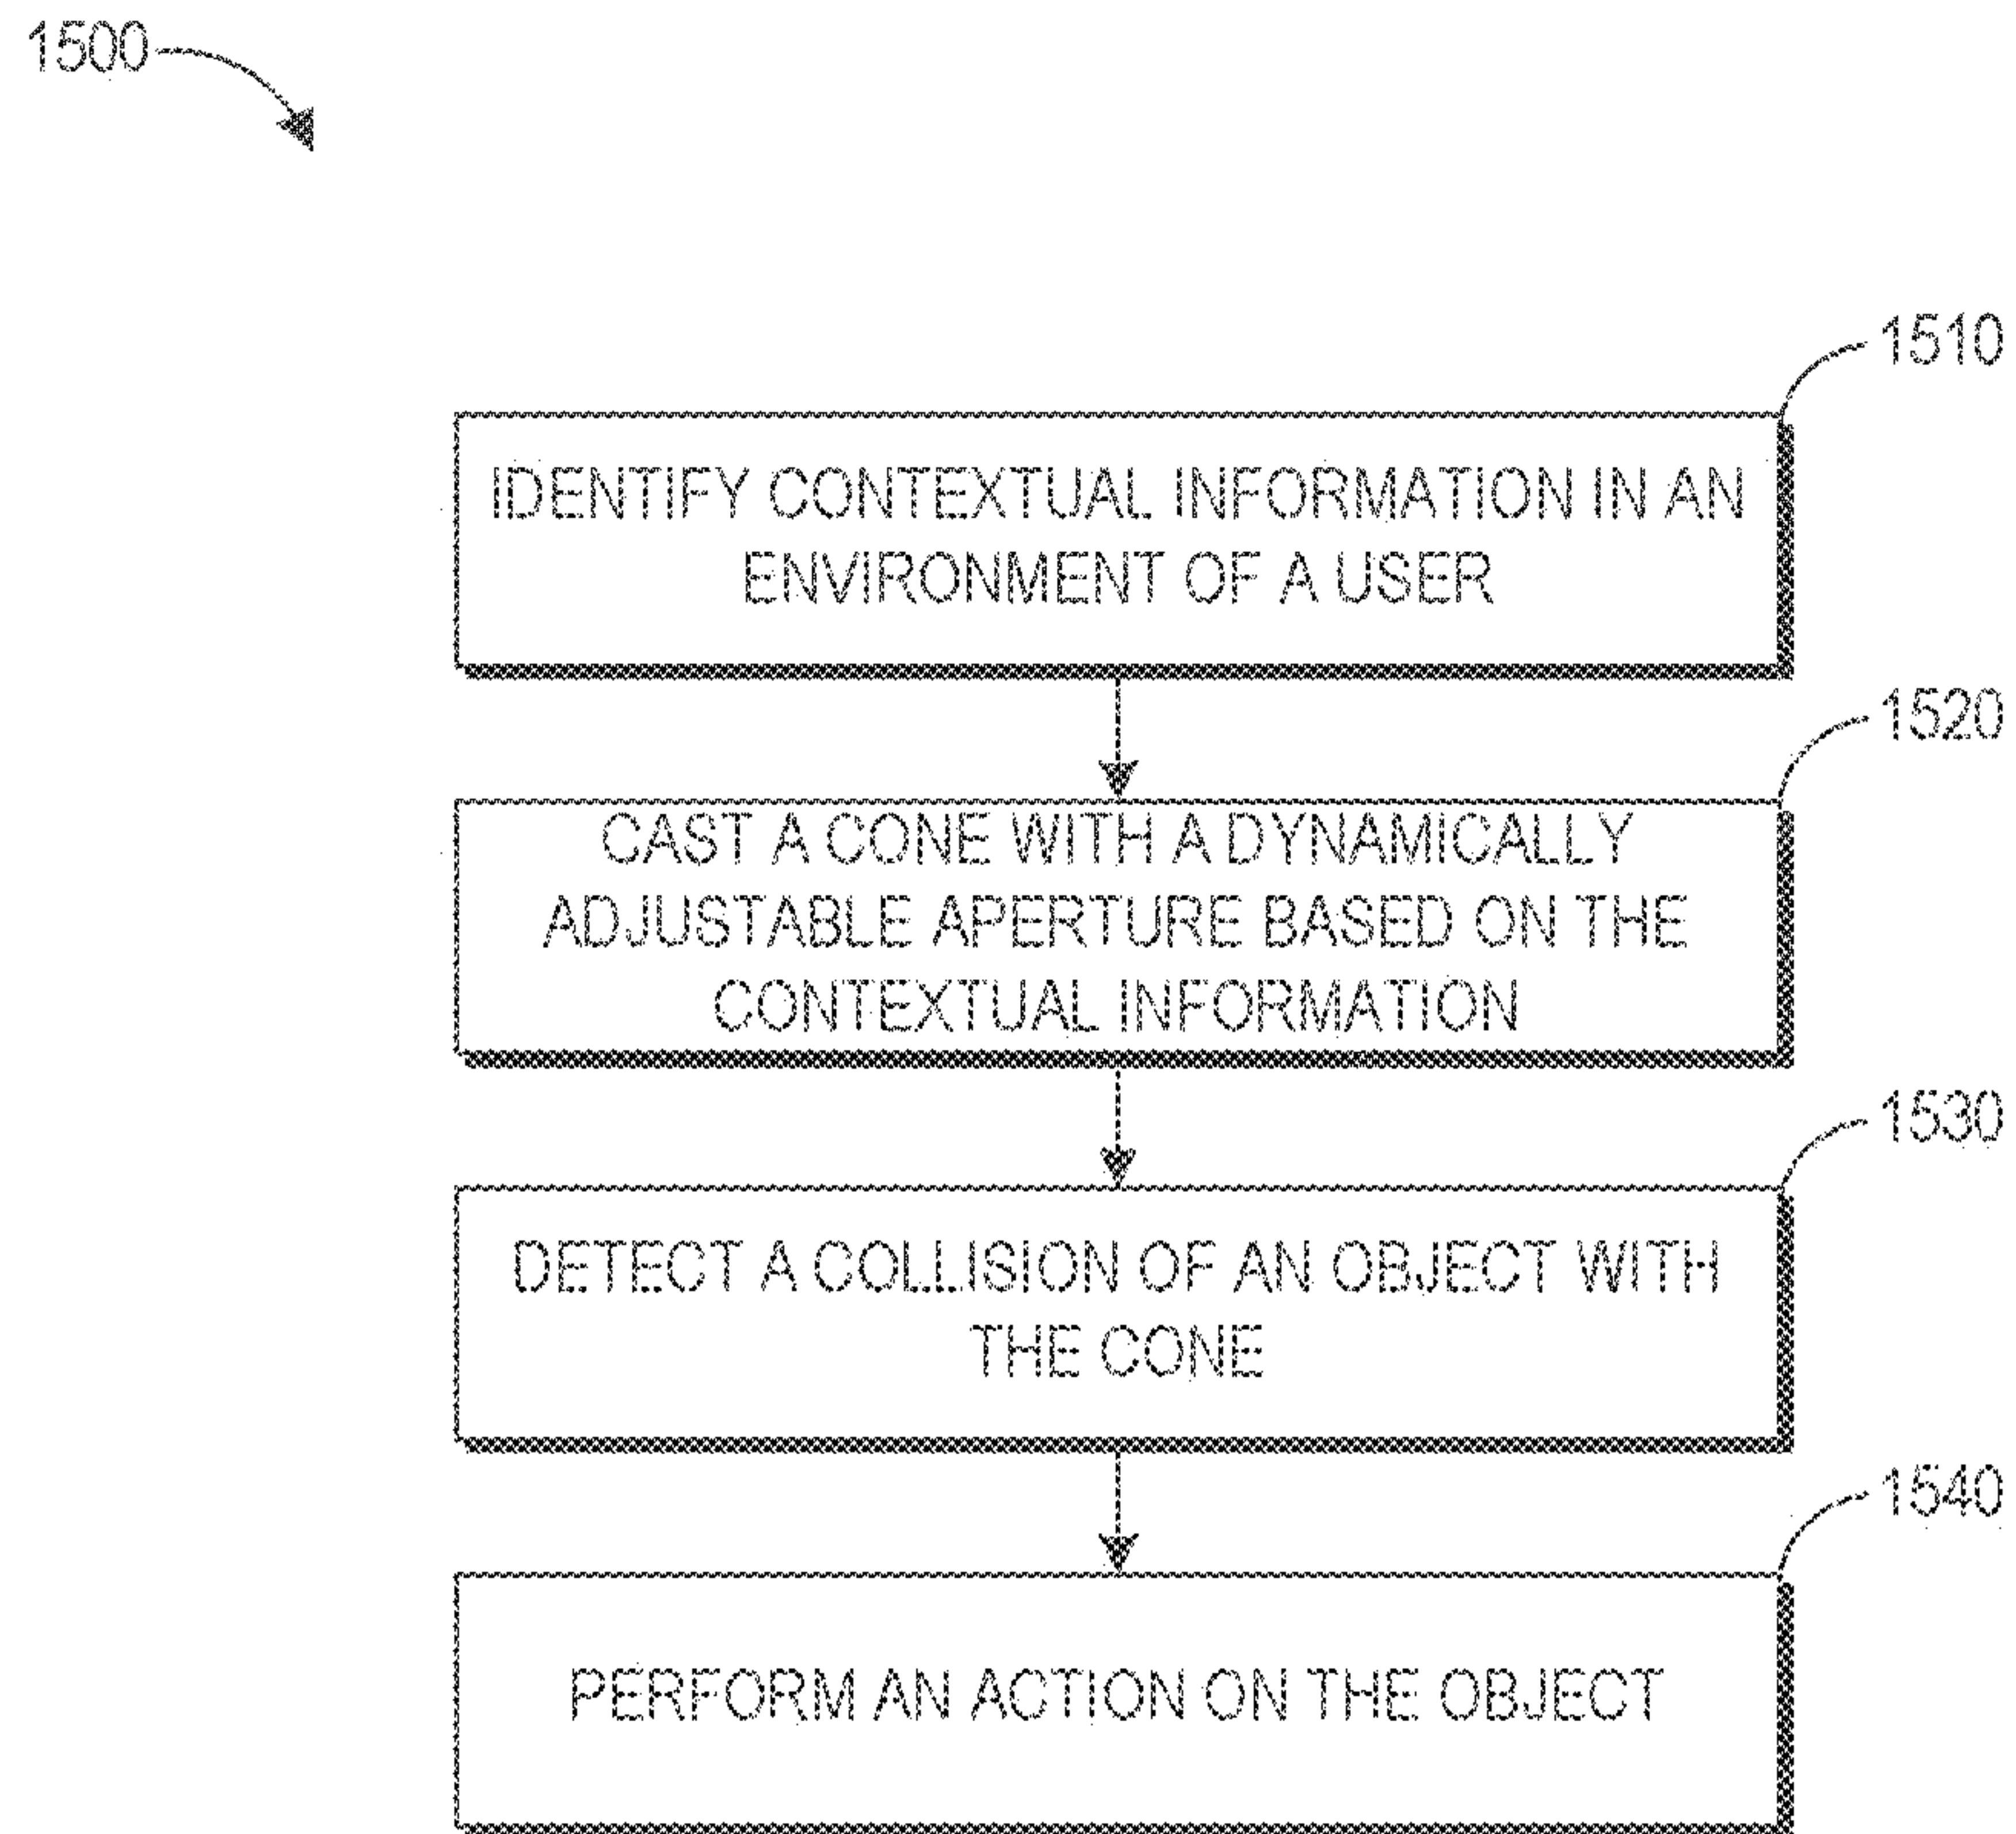 1500
1510
IDENTIFY CONTEXTUAL INFORMATION IN AN
ENVIRONMENT OF A USER
1520
CAST A CONE WITH A DYNAMICALLY
ADJUSTABLE APERTURE BASED ON THE
CONTEXTUAL INFORMATION
1530
DETECT A COLLISION OF AN OBJECT WITH
THE CONE
1540
PERFORM AN ACTION ON THE OBJECT